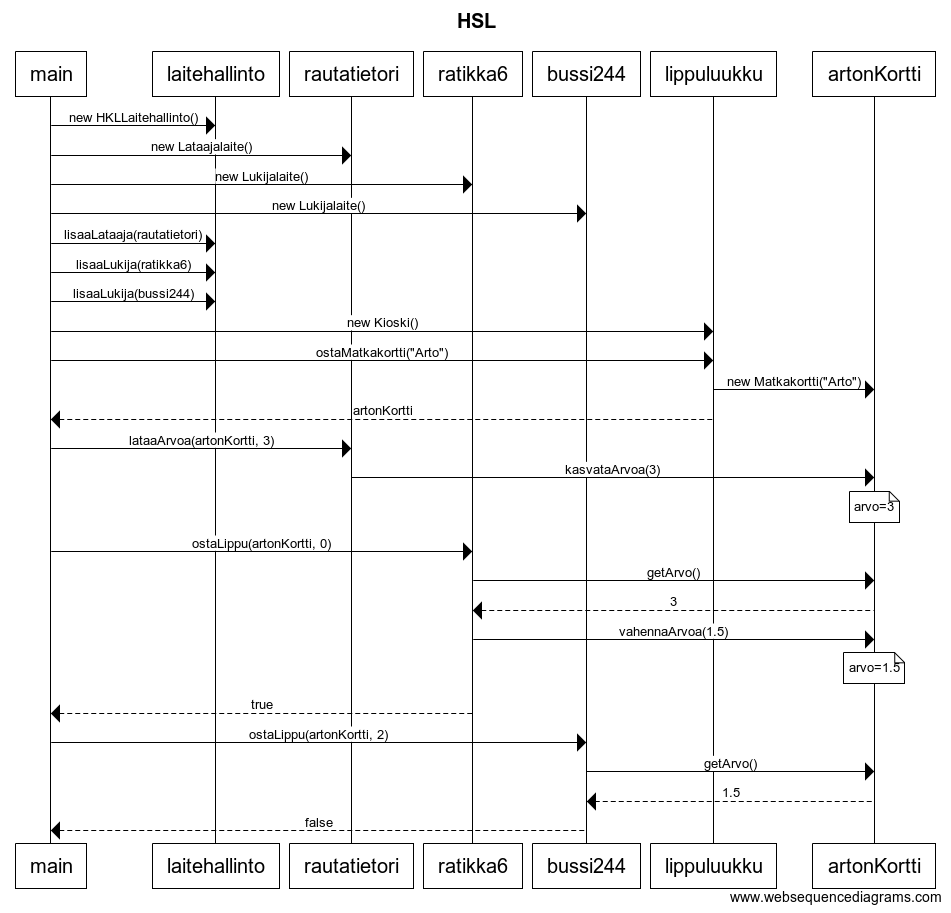 HSL
main laitehallinto rautatietori ratikka6 bussi244 lippuluukku artonKortti
new HKLLaitehallinto()
new Lataajalaite()
new Lukijalaite()
new Lukijalaite()
lisaaLataaja(rautatietori)
lisaaLukija(ratikka6)
lisaaLukija(bussi244)
new Kioski()
ostaMatkakortti("Arto")
new Matkakortti("Arto")
artonKortti
lataaArvoa(artonKortti, 3)
kasvataArvoa(3)
arvo=3
ostaLippu(artonKortti, 0)
getArvo()
3
vahennaArvoa(1.5)
arvo=1.5
true
ostaLippu(artonKortti, 2)
getArvo()
1.5
false
main laitehallinto rautatietori ratikka6 bussi244 lippuluukku artonKortti
www.websequencediagrams.com